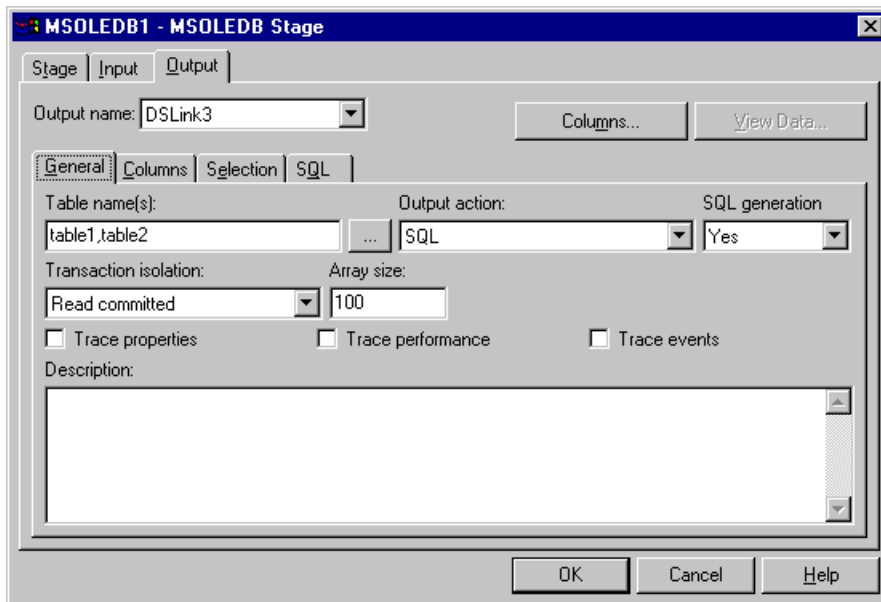 MSOLEDB1 - MSOLEDB Stage
Stage Input Output
Output name: DSLink3 Columns... View Data...
General Columns Selection SQL
Table name(s): Output action: SQL generation
table1,table2 ... SQL Yes
Transaction isolation: Array size:
Read committed 100
Trace properties Trace performance Trace events
Description:
OK Cancel Help